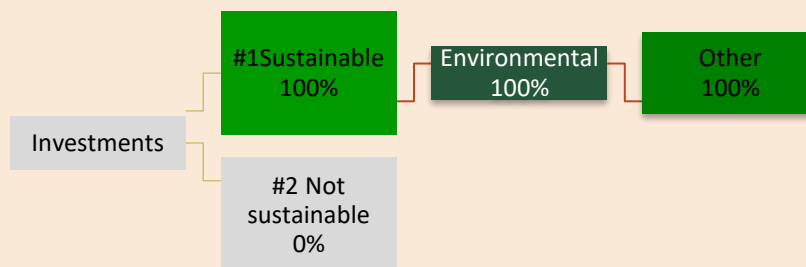 #1Sustainable
100%
Environmental
100%
Other
100%
Investments
#2 Not
sustainable
0%